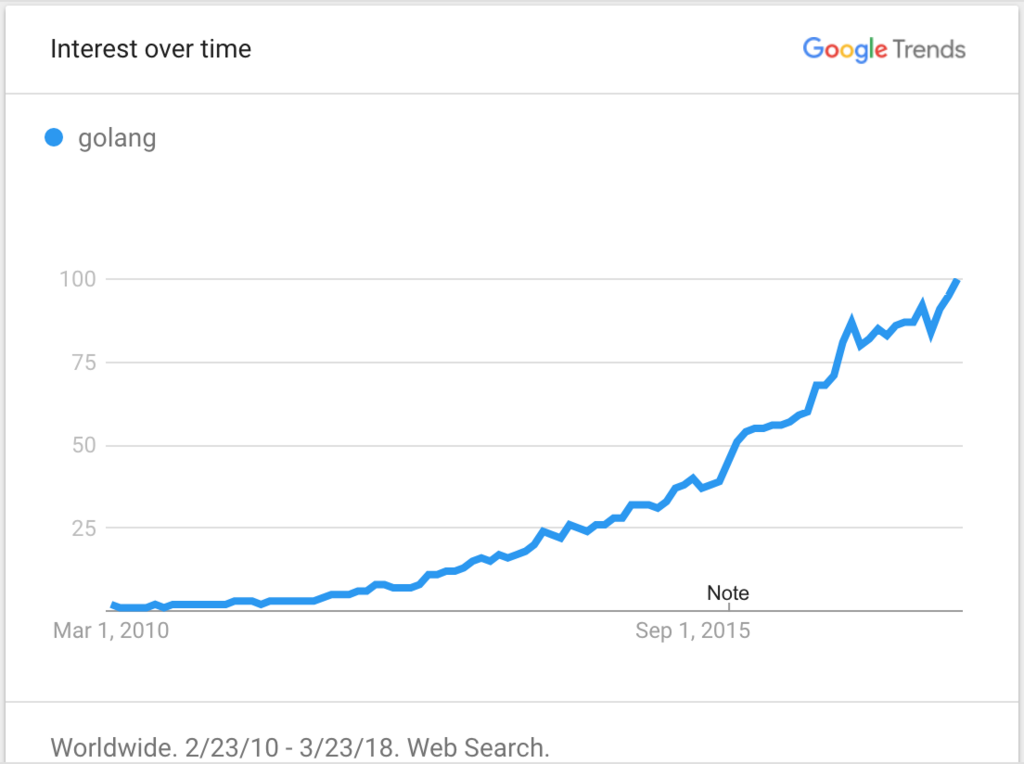 Interest over time
Google Trends
golang
100
75
50
25
Note
Mar 1, 2010
Sep 1, 2015
Worldwide. 2/23/10 - 3/23/18. Web Search.